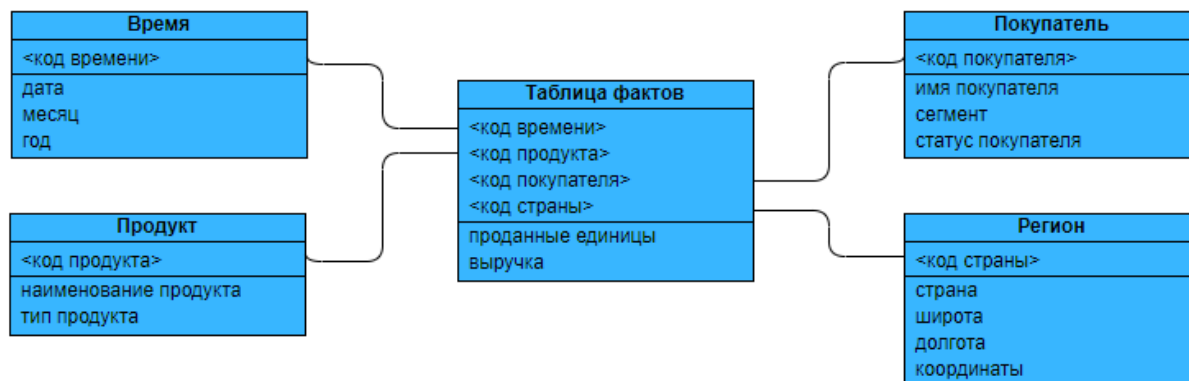 Время
<код времени>
дата
месяц
год
Продукт
<код продукта>
наименование продукта
тип продукта
Таблица фактов
<код времени>
<код продукта>
<код покупателя>
<код страны>
проданные единицы
выручка
Покупатель
<код покупателя>
имя покупателя
сегмент
статус покупателя
Регион
<код страны>
страна
широта
долгота
координаты